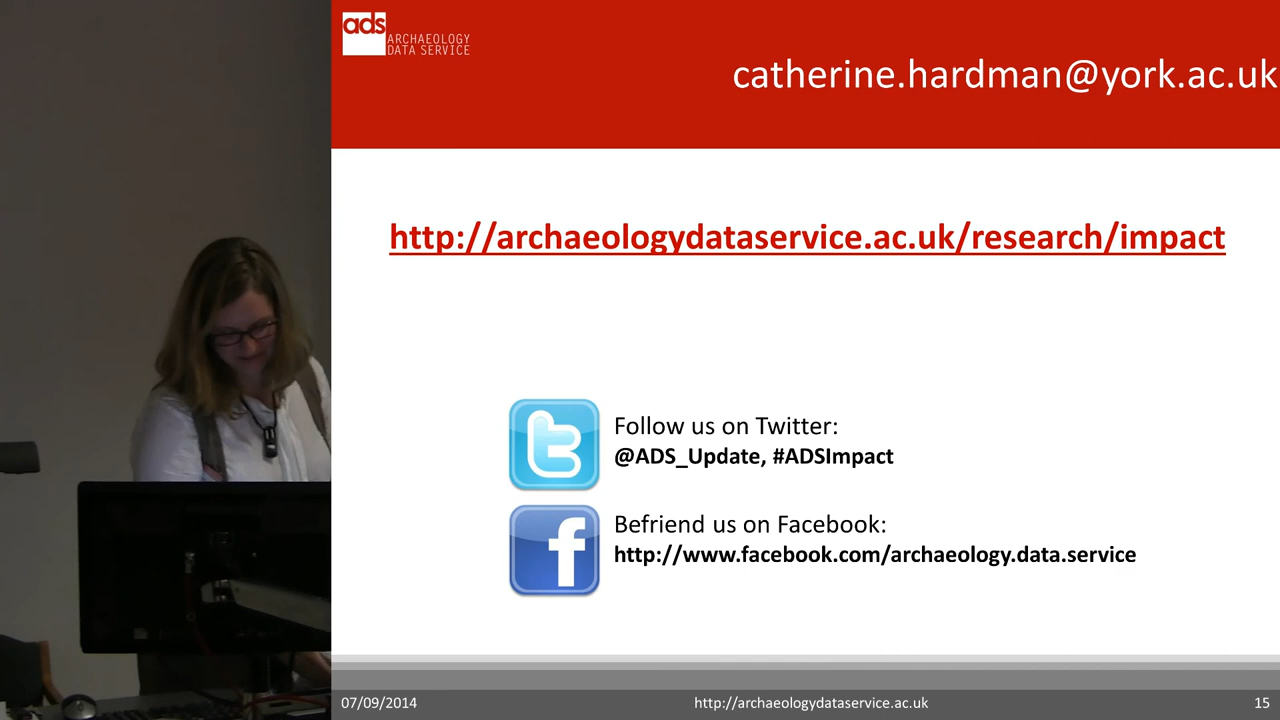 ads
ARCHAEOLOGY
DATA SERVICE
catherine.hardman@york.ac.uk
http://archaeologydataservice.ac.uk/research/impact
Follow us on Twitter:
@ADS_Update, #ADSImpact
Befriend us on Facebook:
http://www.facebook.com/archaeology.data.service
07/09/2014
http://archaeologydataservice.ac.uk
15